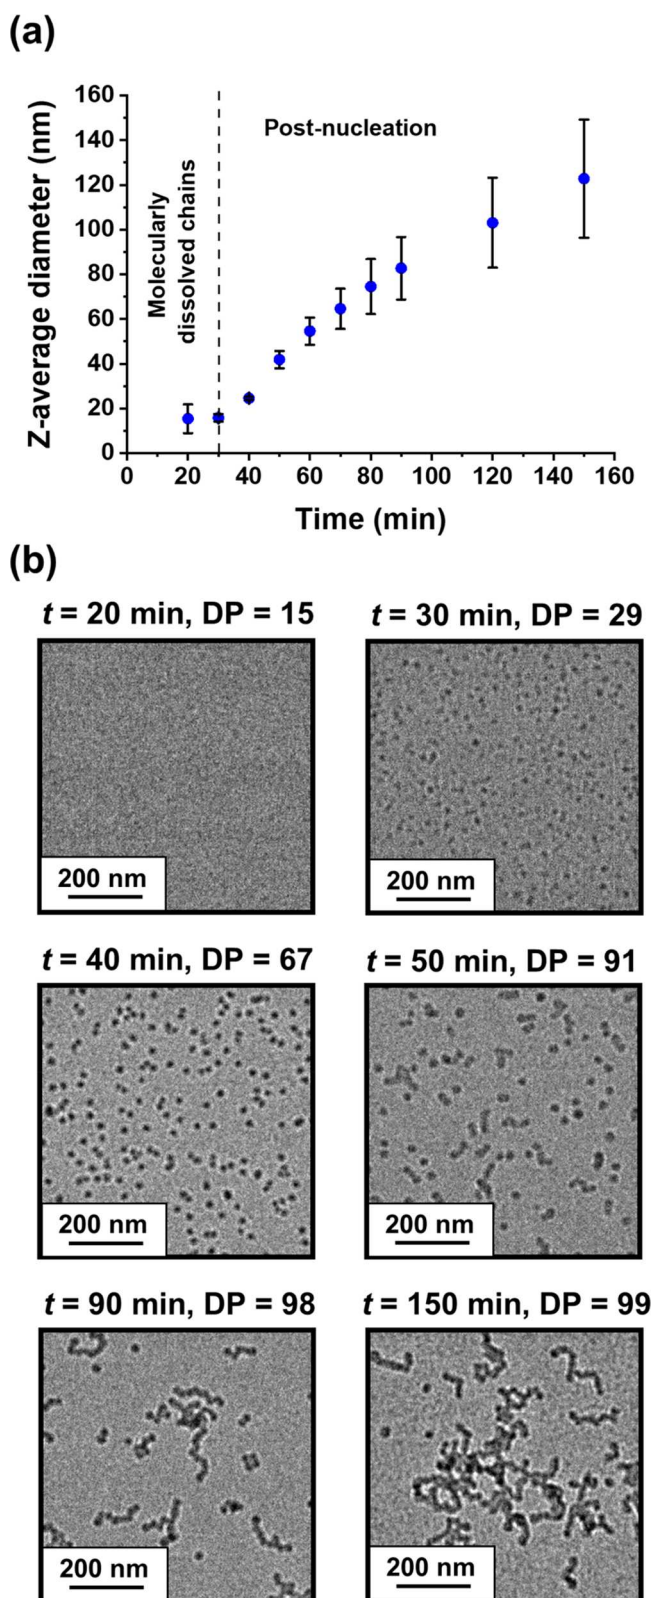 (a)
160
140
120
100
80
60
40
20
0
Z-average diameter (nm)
Molecularly
dissolved chains
Post-nucleation
0 20 40 60 80 100 120 140 160
Time (min)
(b)
t = 20 min, DP = 15
t = 30 min, DP = 29
200 nm
200 nm
t = 40 min, DP = 67
t = 50 min, DP = 91
200 nm
200 nm
t = 90 min, DP = 98
t = 150 min, DP = 99
200 nm
200 nm